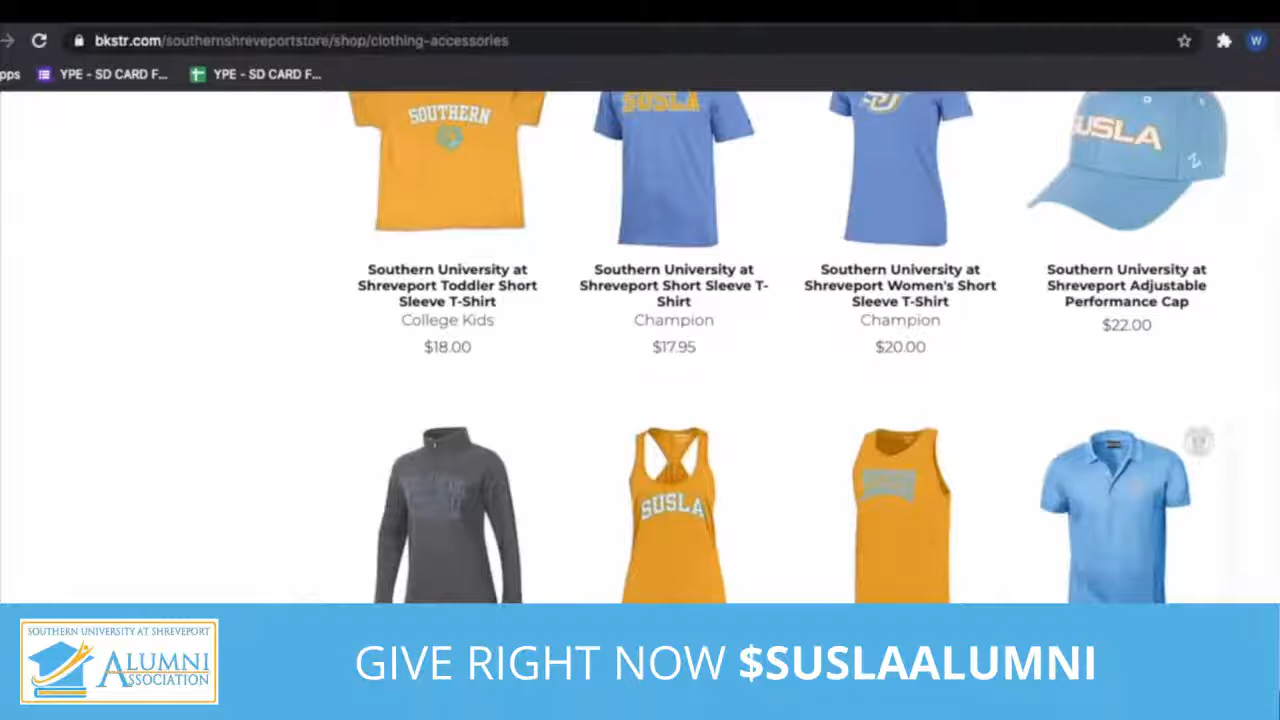 bkstr.com/southernshreveportstore/shop/clothing-accessories
W
pps
YPE - SD CARD F...
YPE - SD CARD F...
SOUTHERN
SUSLA
SU
SUSLA
Z
Southern University at
Shreveport Toddler Short
Sleeve T-Shirt
College Kids
$18.00
Southern University at
Shreveport Short Sleeve T-
Shirt
Champion
$17.95
Southern University at
Shreveport Women's Short
Sleeve T-Shirt
Champion
$20.00
Southern University at
Shreveport Adjustable
Performance Cap
$22.00
SUSLA
SOUTHERN UNIVERSITY AT SHREVEPORT
ALUMNI
ASSOCIATION
GIVE RIGHT NOW $SUSLAALUMNI